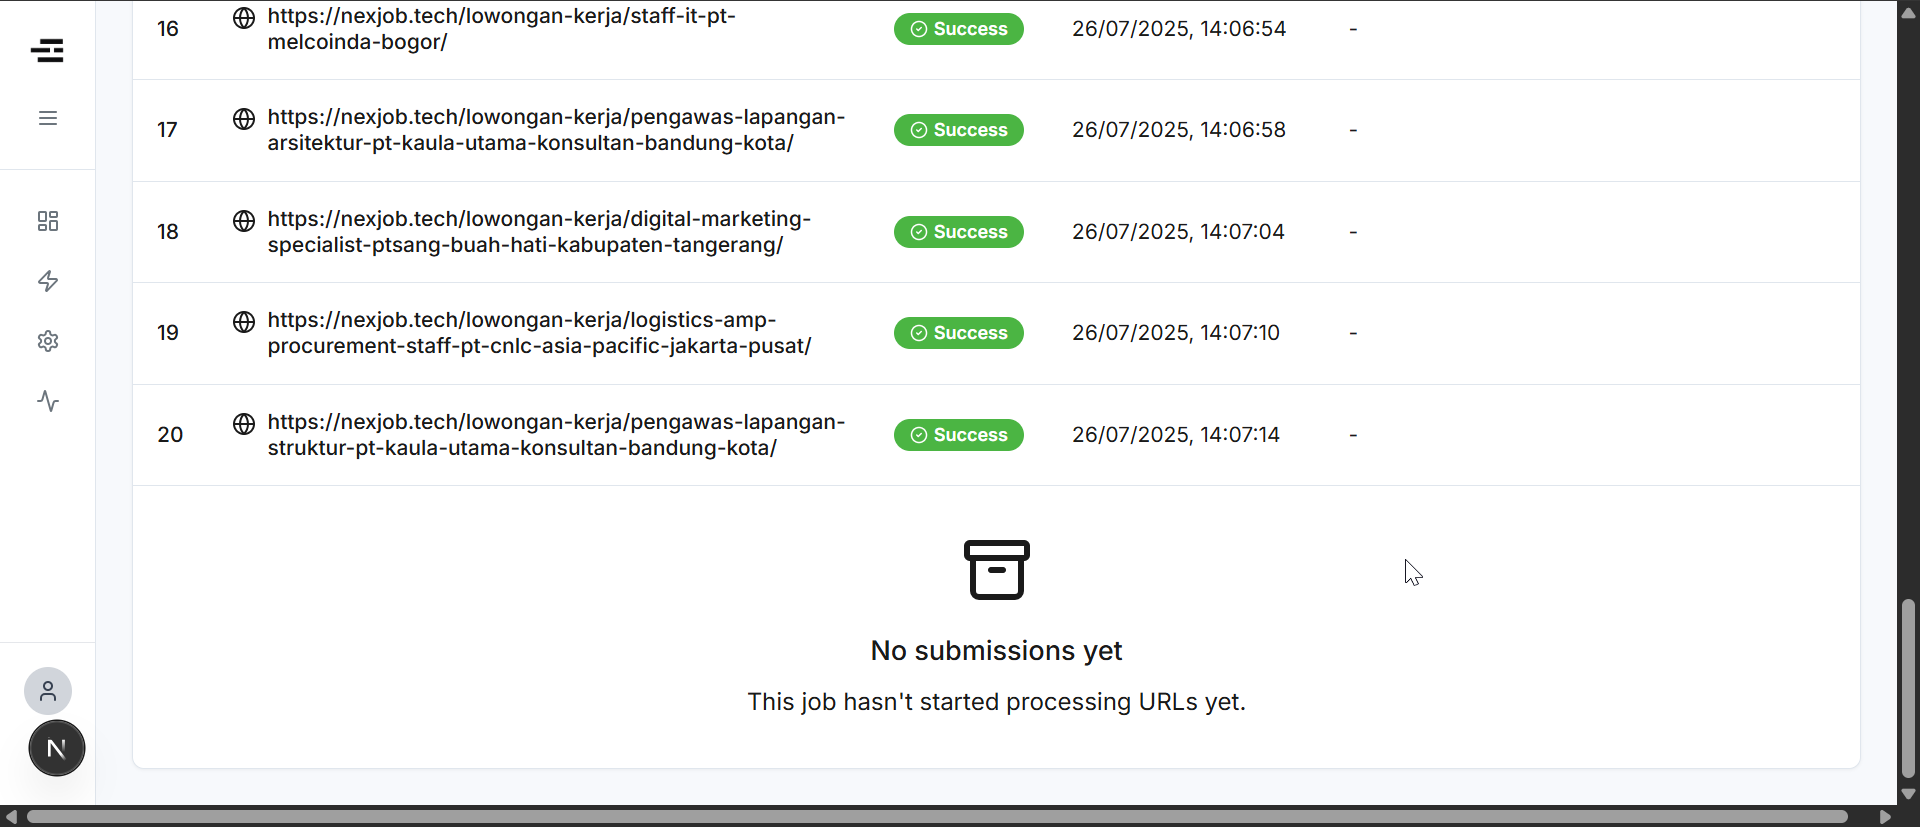 16
https://nexjob.tech/lowongan-kerja/staff-it-pt-
melcoinda-bogor/
Success
26/07/2025, 14:06:54
-
17
https://nexjob.tech/lowongan-kerja/pengawas-lapangan-
arsitektur-pt-kaula-utama-konsultan-bandung-kota/
Success
26/07/2025, 14:06:58
-
18
https://nexjob.tech/lowongan-kerja/digital-marketing-
specialist-ptsang-buah-hati-kabupaten-tangerang/
Success
26/07/2025, 14:07:04
-
19
https://nexjob.tech/lowongan-kerja/logistics-amp-
procurement-staff-pt-cnlc-asia-pacific-jakarta-pusat/
Success
26/07/2025, 14:07:10
-
20
https://nexjob.tech/lowongan-kerja/pengawas-lapangan-
struktur-pt-kaula-utama-konsultan-bandung-kota/
Success
26/07/2025, 14:07:14
-
No submissions yet
This job hasn't started processing URLs yet.
N